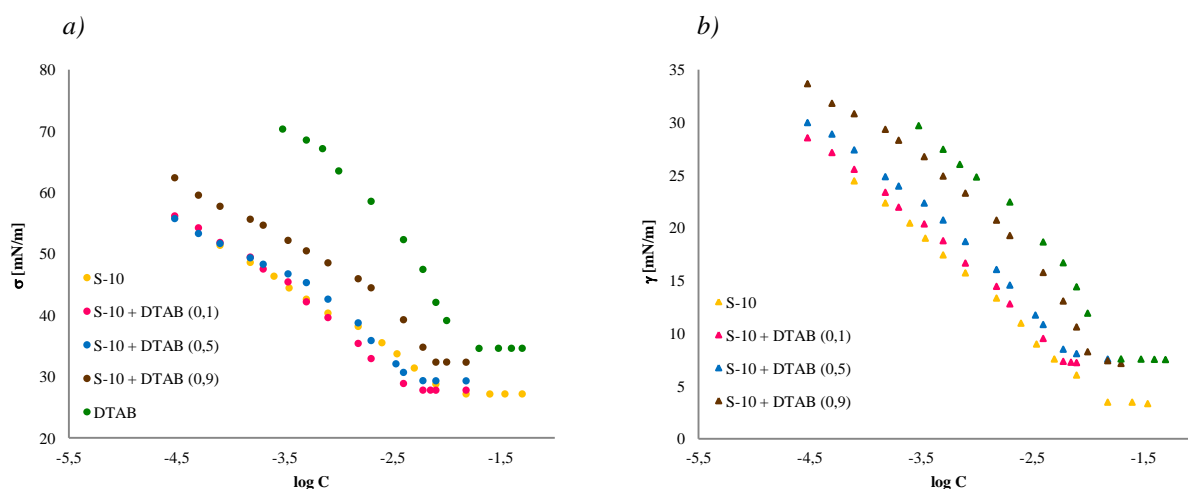 a)
80
70
60
50
40
30
20
σ [mN/m]
-5,5
-4,5
-3,5
-2,5
-1,5
log C
S-10
S-10 + DTAB (0,1)
S-10 + DTAB (0,5)
S-10 + DTAB (0,9)
DTAB
b)
35
30
25
20
15
10
5
0
γ [mN/m]
-5,5
-4,5
-3,5
-2,5
-1,5
log C
S-10
S-10 + DTAB (0,1)
S-10 + DTAB (0,5)
S-10 + DTAB (0,9)